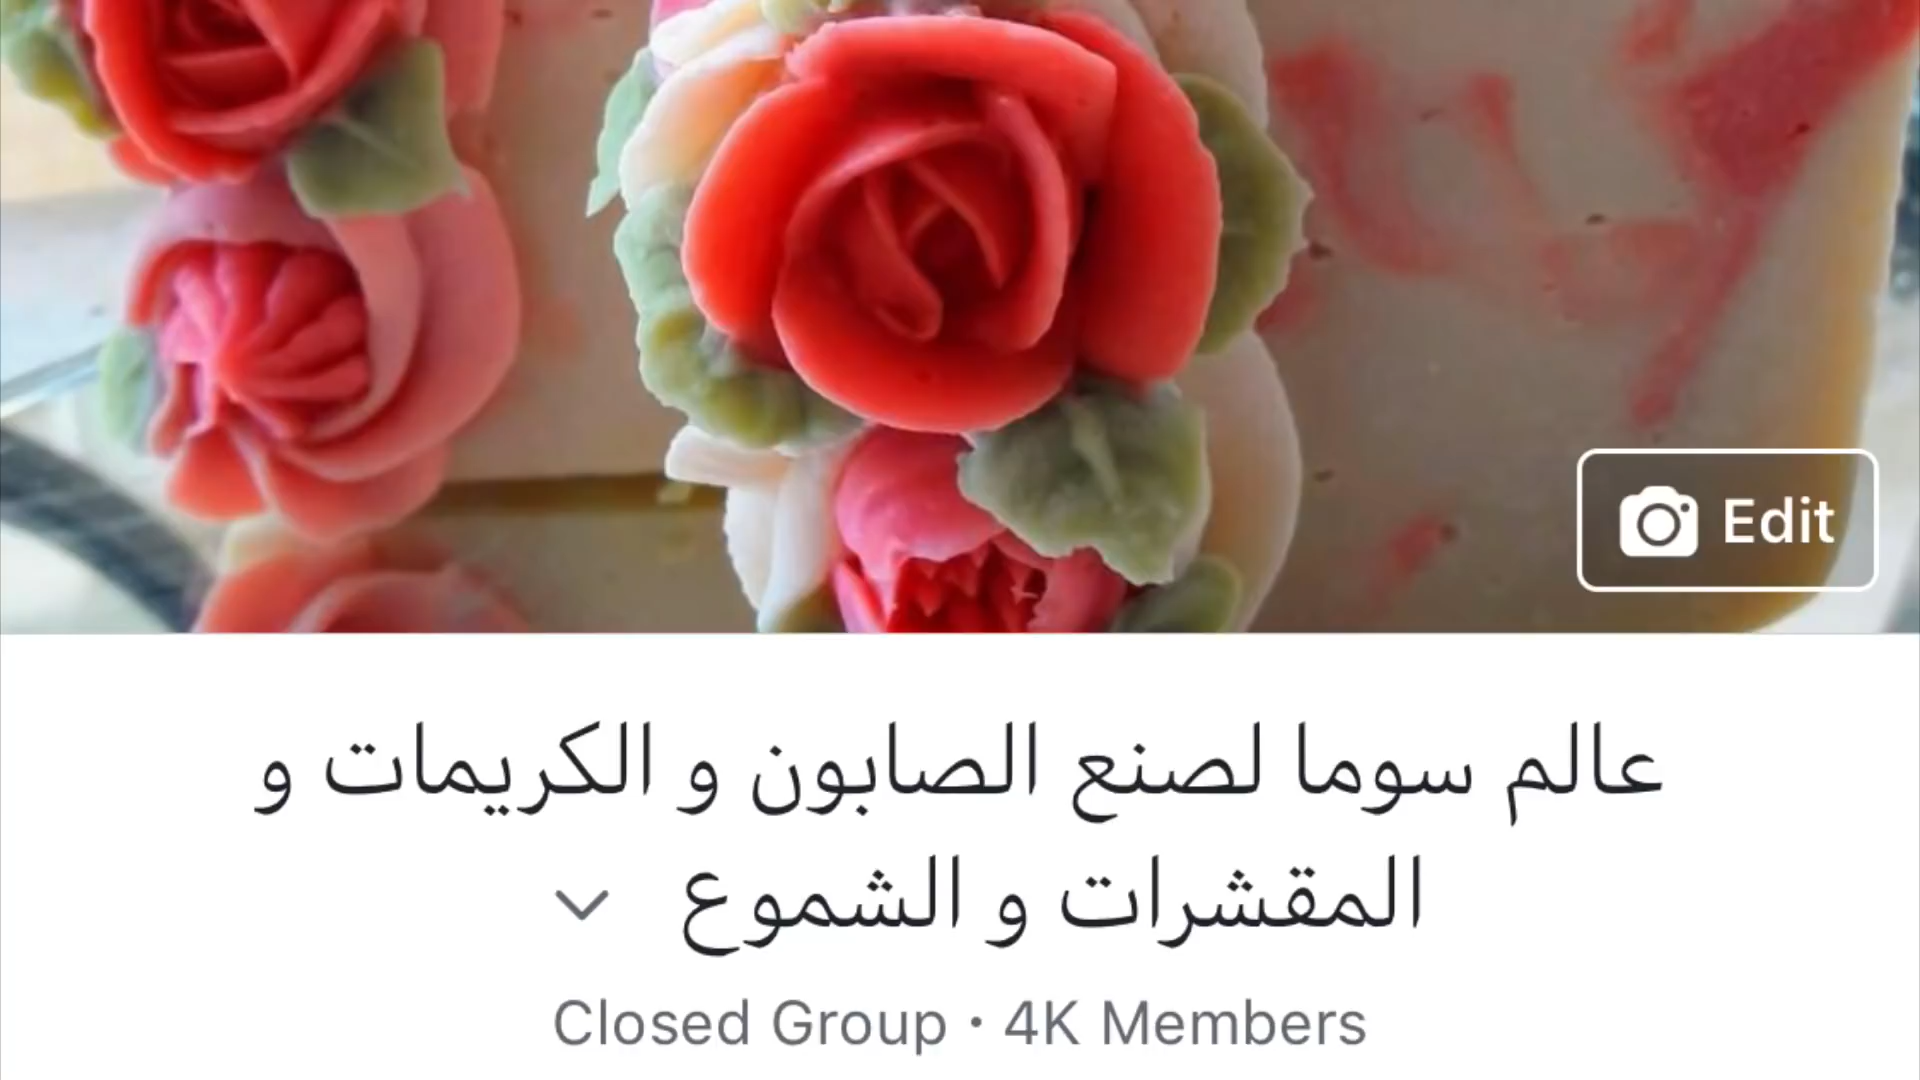 Edit
عالم سوما لصنع الصابون و الكريمات و
المقشرات و الشموع
Closed Group · 4K Members